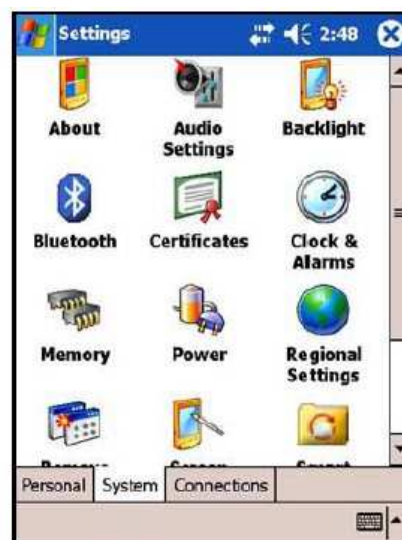 Settings 2:48
About Audio Settings Backlight
Bluetooth Certificates Clock & Alarms
Memory Power Regional Settings
Personal System Connections